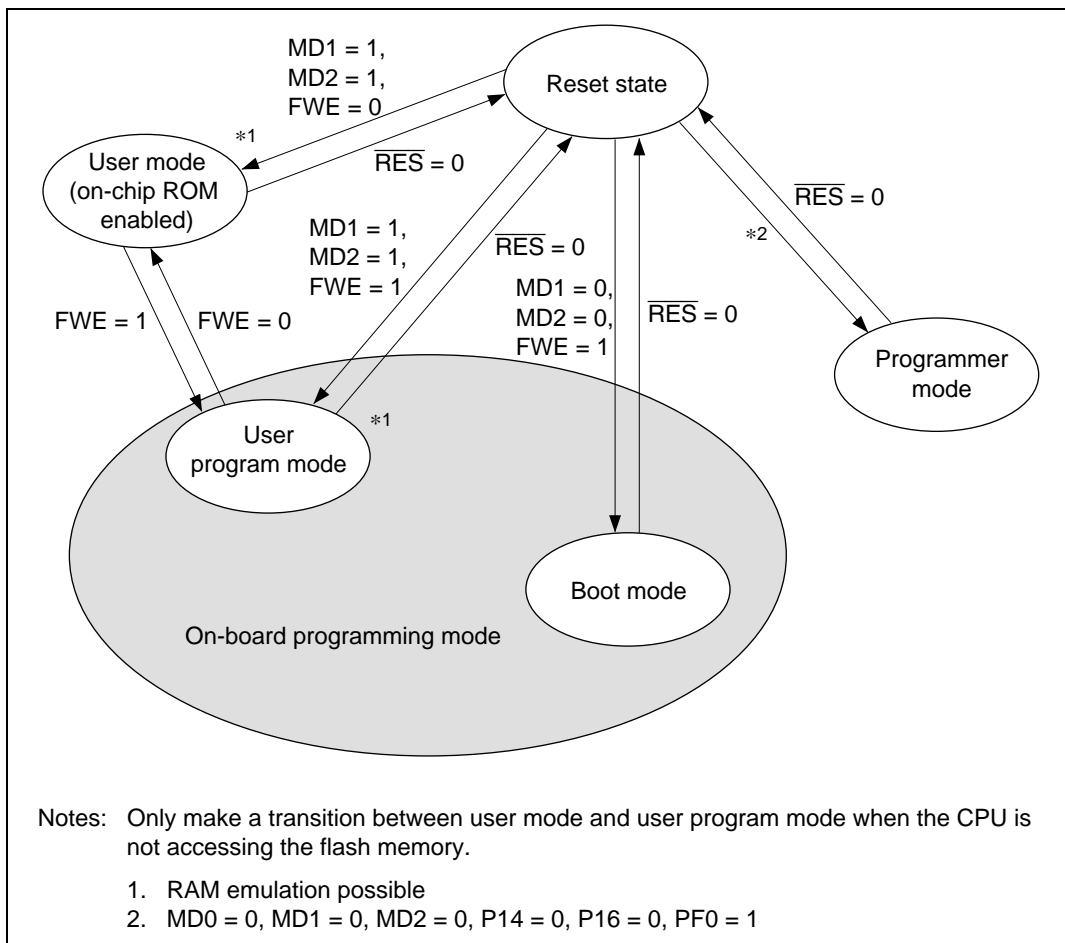 MD1 = 1,
MD2 = 1,
FWE = 0
Reset state
*1
User mode
(on-chip ROM
enabled)
R̅E̅S̅ = 0
R̅E̅S̅ = 0
*2
MD1 = 1,
MD2 = 1,
FWE = 1
R̅E̅S̅ = 0
MD1 = 0,
MD2 = 0,
FWE = 1
R̅E̅S̅ = 0
FWE = 1
FWE = 0
Programmer
mode
User
program mode
*1
Boot mode
On-board programming mode
Notes: Only make a transition between user mode and user program mode when the CPU is
not accessing the flash memory.
1. RAM emulation possible
2. MD0 = 0, MD1 = 0, MD2 = 0, P14 = 0, P16 = 0, PF0 = 1